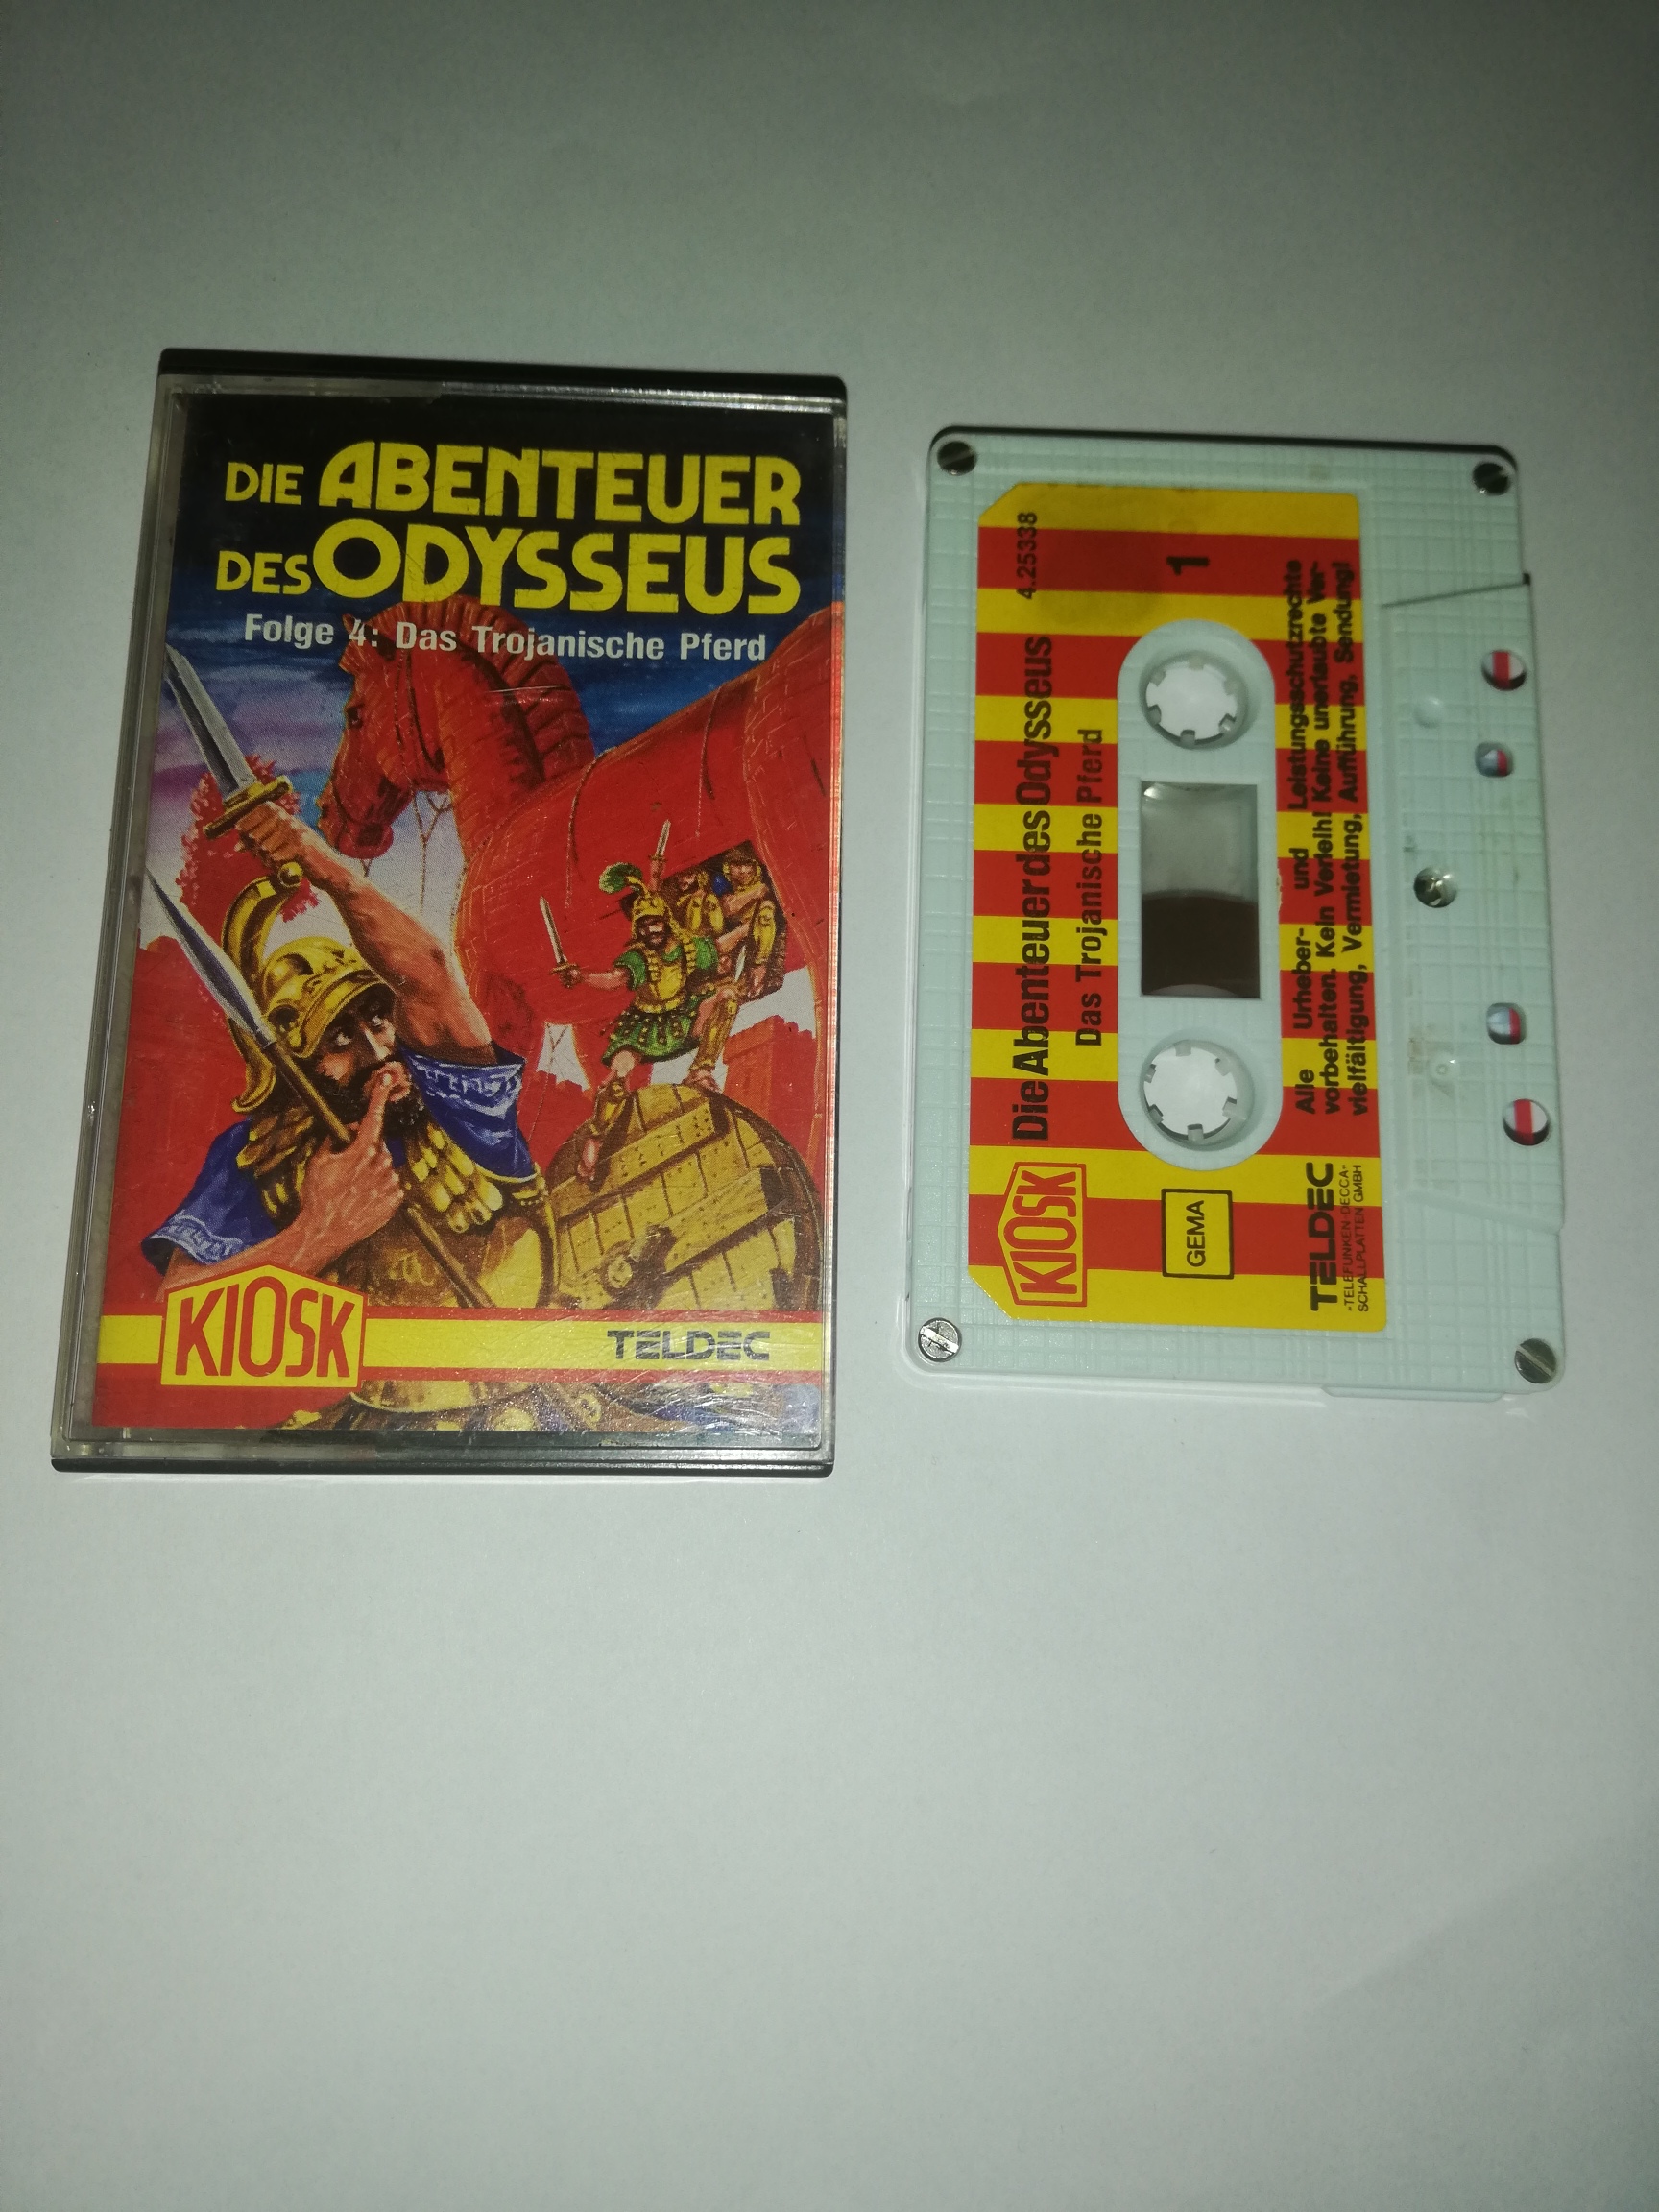 DIE ABENTEUER
DES ODYSSEUS
Folge 4: Das Trojanische Pferd
KIOSK
TELDEC
KIOSK
Die Abenteuer des Odysseus
4.25338
Das Trojanische Pferd
GEMA
1
TELDEC
»TELEFUNKEN DECCA«
SCHALLPLATTEN GMBH
Alle Urheber- und Leistungsschutzrechte
vorbehalten. Kein Verleih! Keine unerlaubte Ver-
vielfältigung, Vermietung, Aufführung, Sendung!